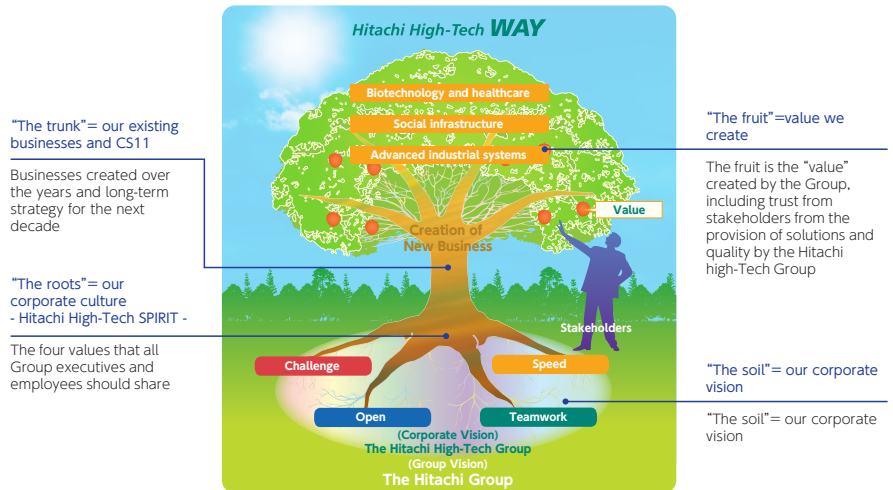 Hitachi High-Tech WAY
Biotechnology and healthcare
Social infrastructure
Advanced industrial systems
Value
Creation of
New Business
Stakeholders
Challenge
Speed
Open
Teamwork
(Corporate Vision)
The Hitachi High-Tech Group
(Group Vision)
The Hitachi Group
“The trunk”= our existing
businesses and CS11
Businesses created over
the years and long-term
strategy for the next
decade
“The roots”= our
corporate culture
- Hitachi High-Tech SPIRIT -
The four values that all
Group executives and
employees should share
“The fruit”=value we
create
The fruit is the “value”
created by the Group,
including trust from
stakeholders from the
provision of solutions and
quality by the Hitachi
high-Tech Group
“The soil”= our corporate
vision
“The soil”= our corporate
vision